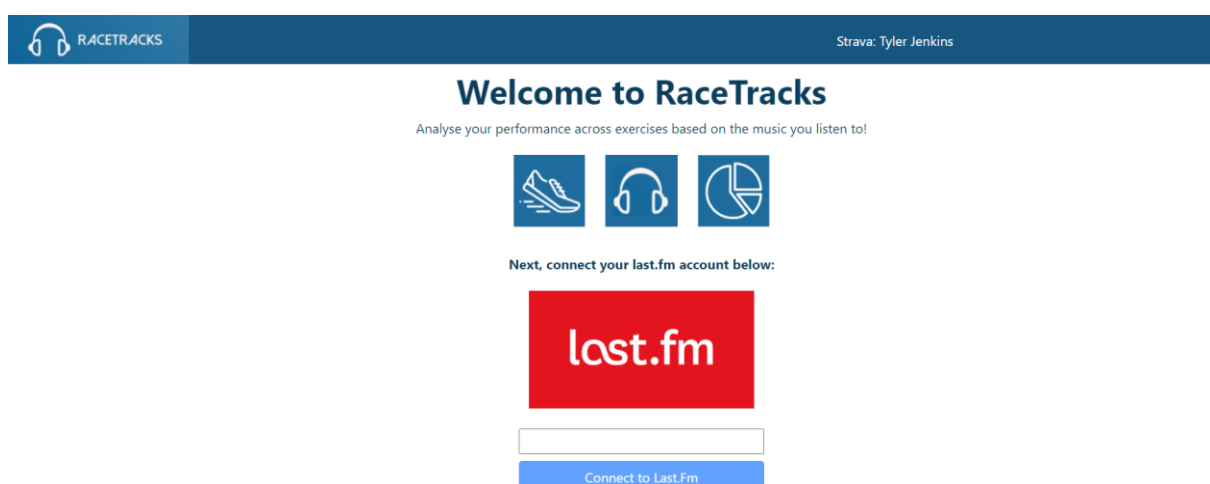 RACETRACKS
Strava: Tyler Jenkins
Welcome to RaceTracks
Analyse your performance across exercises based on the music you listen to!
Next, connect your last.fm account below:
last.fm
Connect to Last.Fm